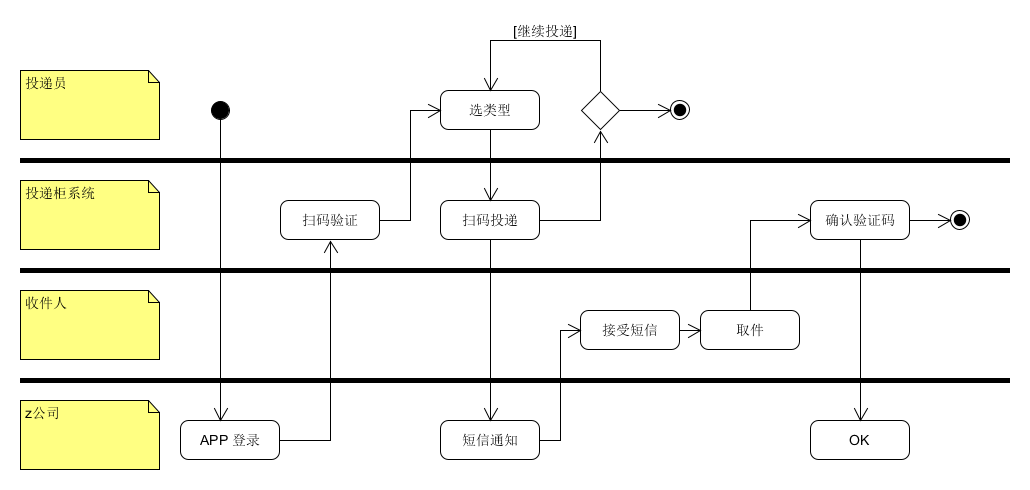 [继续投递]
投递员
选类型
投递柜系统
扫码验证
扫码投递
确认验证码
收件人
接受短信
取件
z公司
APP 登录
短信通知
OK